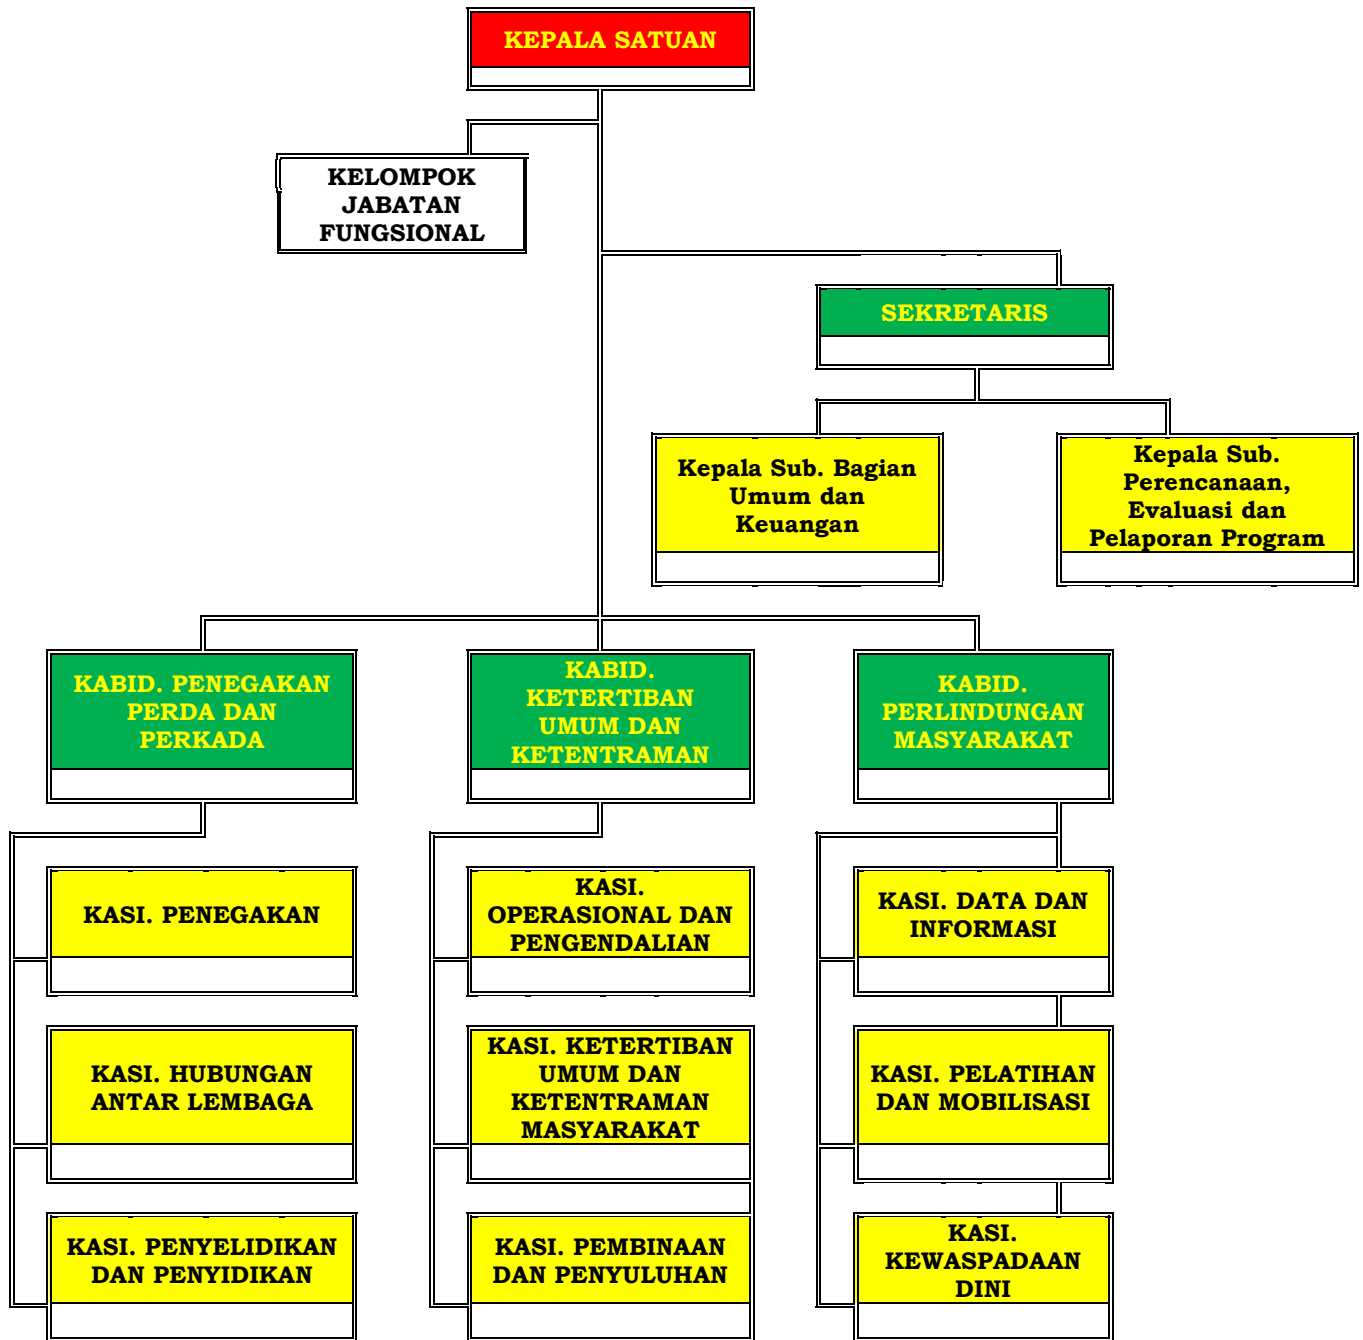 KEPALA SATUAN
KELOMPOK
JABATAN
FUNGSIONAL
SEKRETARIS
Kepala Sub. Bagian
Umum dan
Keuangan
Kepala Sub.
Perencanaan,
Evaluasi dan
Pelaporan Program
KABID. PENEGAKAN
PERDA DAN
PERKADA
KABID.
KETERTIBAN
UMUM DAN
KETENTRAMAN
KABID.
PERLINDUNGAN
MASYARAKAT
KASI. PENEGAKAN
KASI.
OPERASIONAL DAN
PENGENDALIAN
KASI. DATA DAN
INFORMASI
KASI. HUBUNGAN
ANTAR LEMBAGA
KASI. KETERTIBAN
UMUM DAN
KETENTRAMAN
MASYARAKAT
KASI. PELATIHAN
DAN MOBILISASI
KASI. PENYELIDIKAN
DAN PENYIDIKAN
KASI. PEMBINAAN
DAN PENYULUHAN
KASI.
KEWASPADAAN
DINI